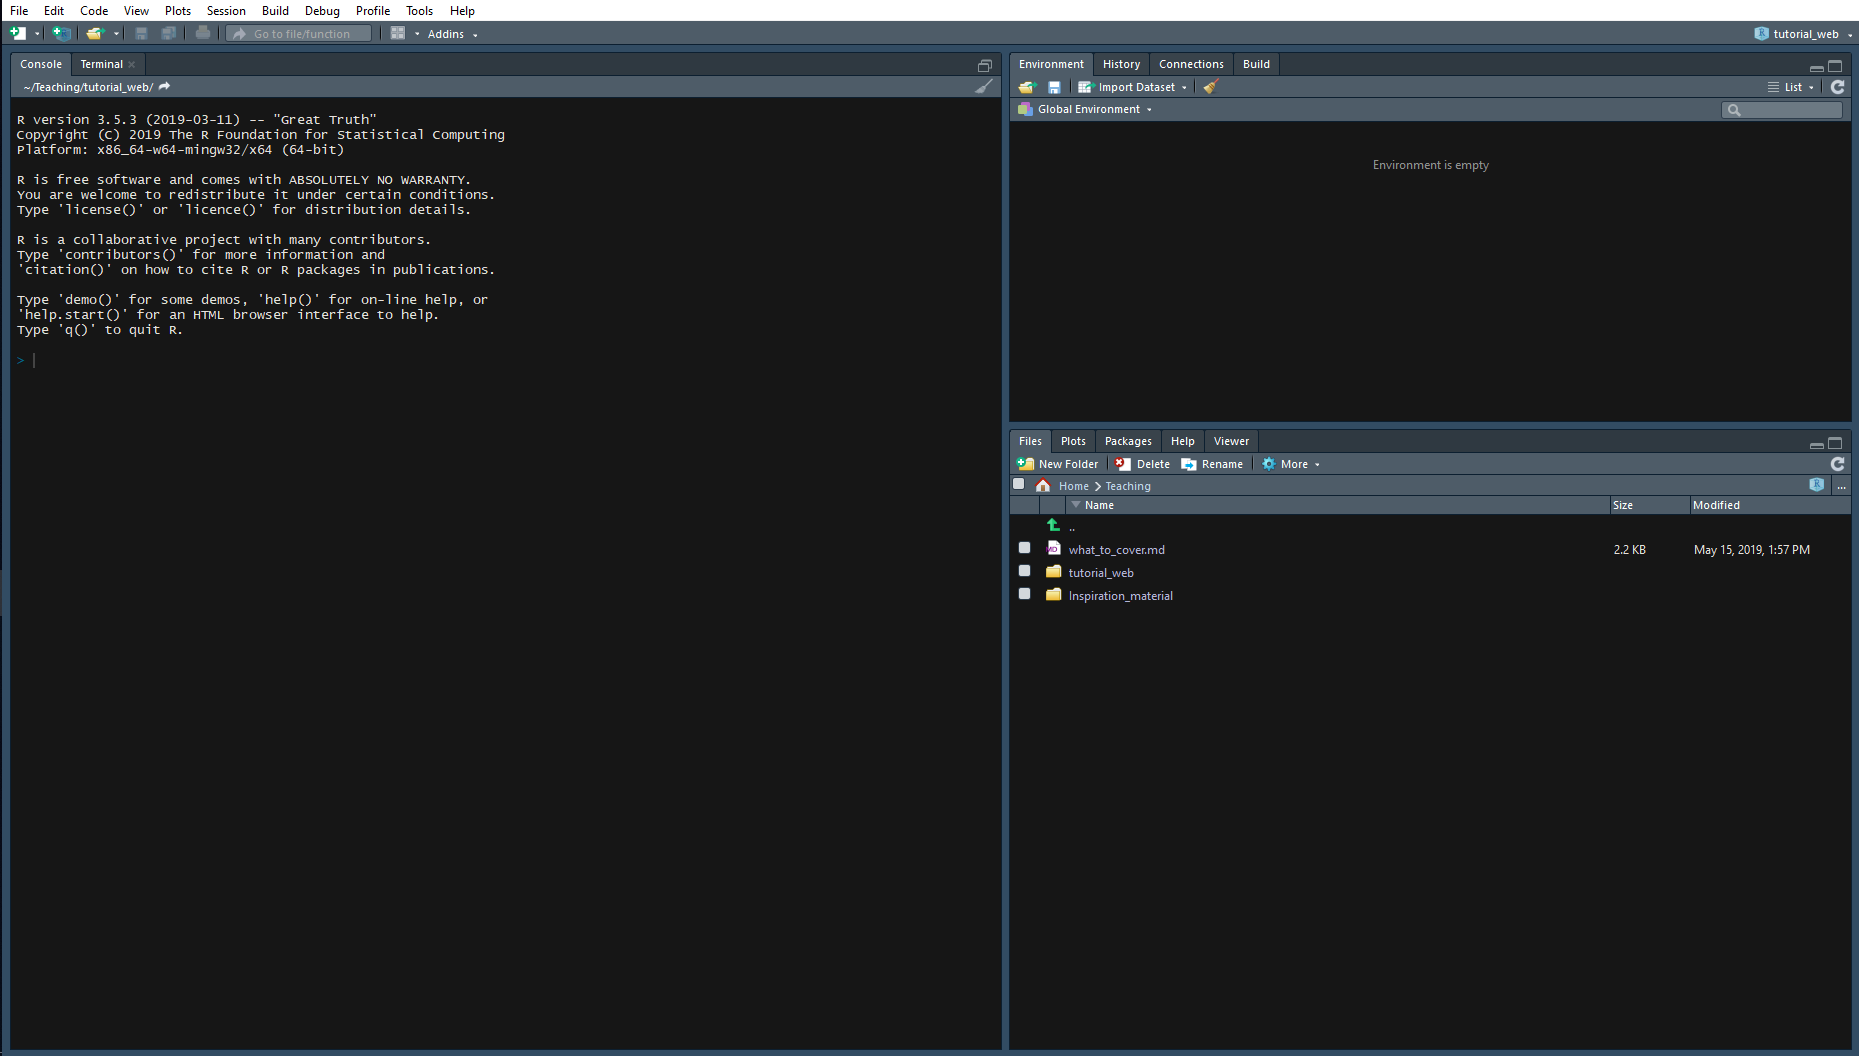 File Edit Code View Plots Session Build Debug Profile Tools Help
Go to file/function Addins tutorial_web
Console Terminal
~/Teaching/tutorial_web/
R version 3.5.3 (2019-03-11) -- "Great Truth"
Copyright (C) 2019 The R Foundation for Statistical Computing
Platform: x86_64-w64-mingw32/x64 (64-bit)
R is free software and comes with ABSOLUTELY NO WARRANTY.
You are welcome to redistribute it under certain conditions.
Type 'license()' or 'licence()' for distribution details.
R is a collaborative project with many contributors.
Type 'contributors()' for more information and
'citation()' on how to cite R or R packages in publications.
Type 'demo()' for some demos, 'help()' for on-line help, or
'help.start()' for an HTML browser interface to help.
Type 'q()' to quit R.
>
Environment History Connections Build
Import Dataset List
Global Environment
Environment is empty
Files Plots Packages Help Viewer
New Folder Delete Rename More
Home Teaching R ...
Name Size Modified
..
MD what_to_cover.md 2.2 KB May 15, 2019, 1:57 PM
tutorial_web
Inspiration_material